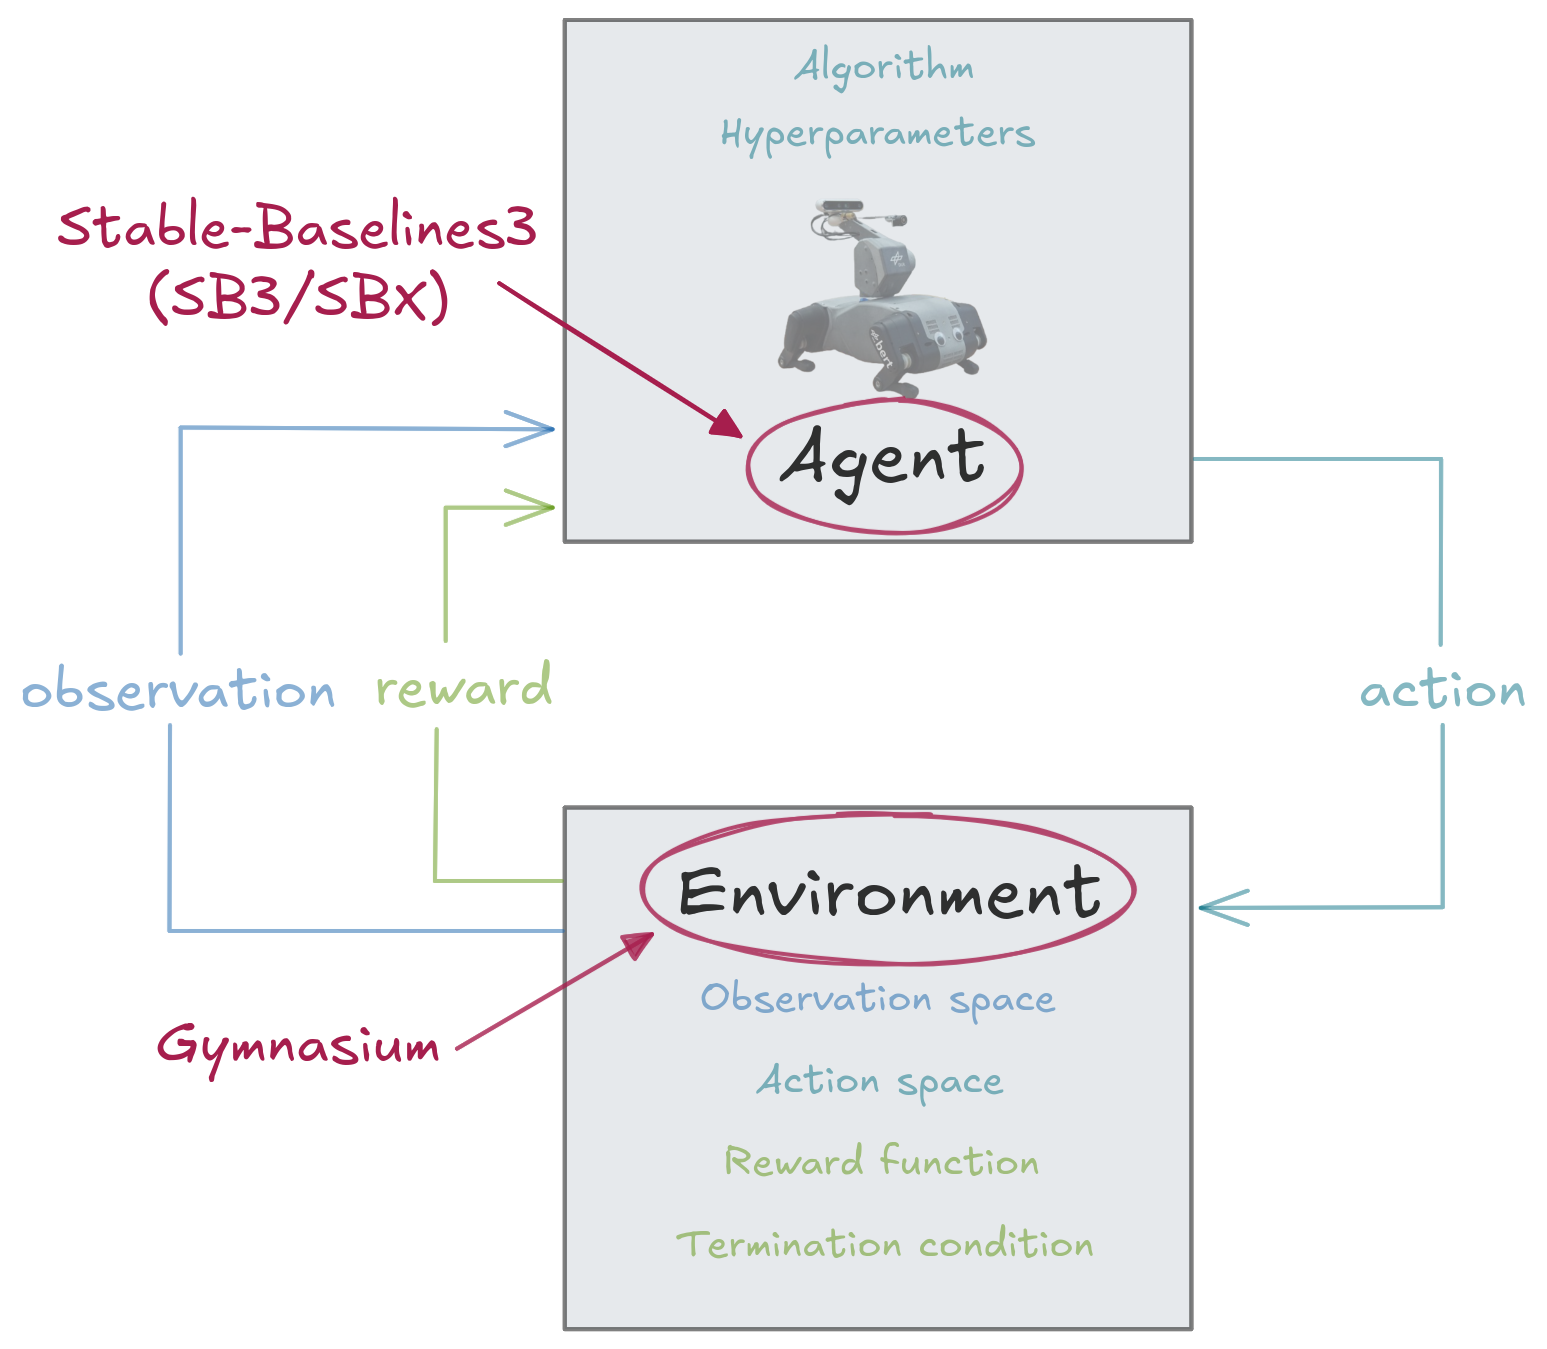 Algorithm
Hyperparameters
Stable-Baselines3
(SB3/SBX)
bert
Agent
observation
reward
action
Environment
Gymnasium
Observation space
Action space
Reward function
Termination condition